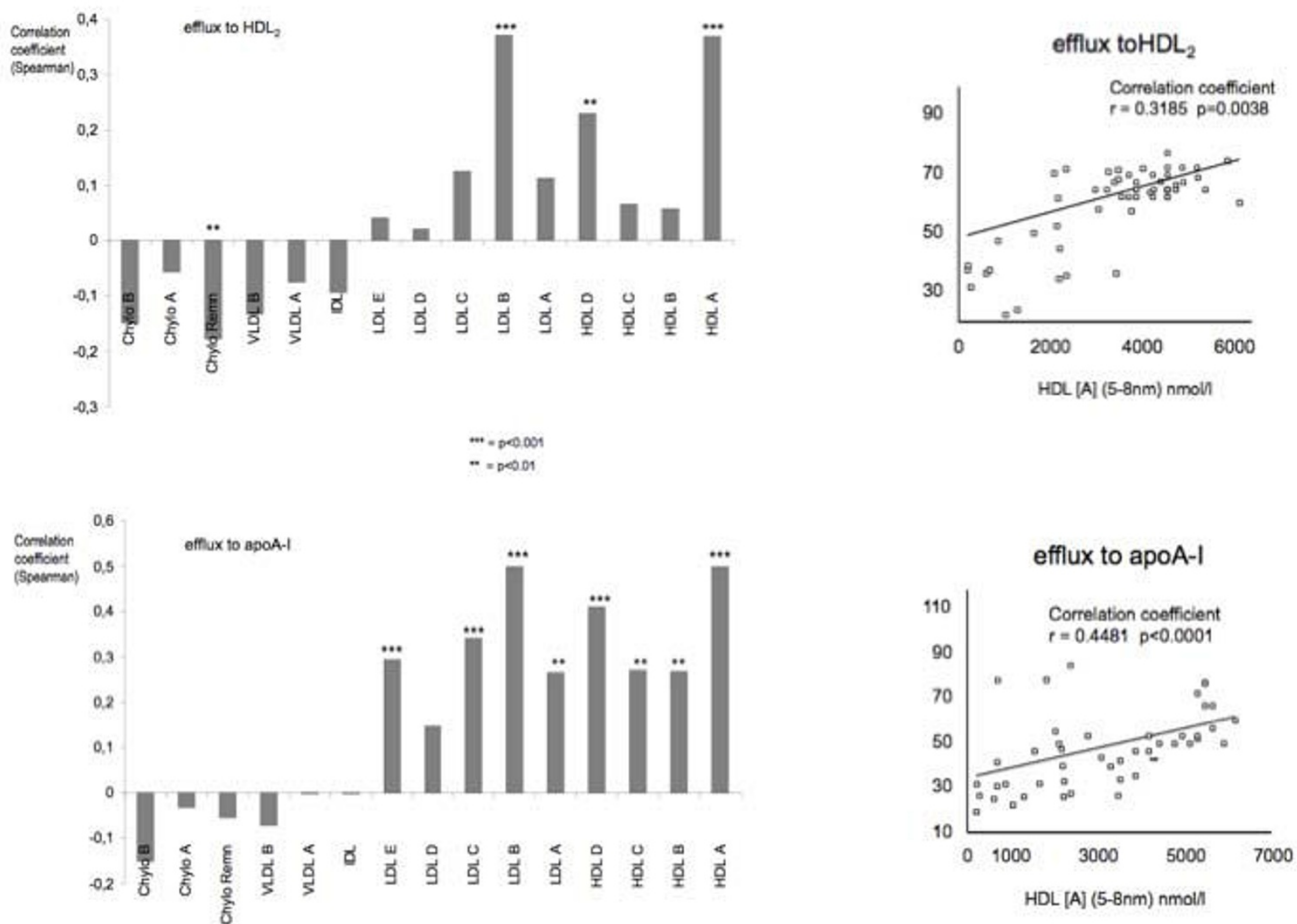 efflux to HDL2
Correlation
coefficient
(Spearman)
0,4
0,3
0,2
0,1
0
-0,1
-0,2
-0,3
**
***
**
***
Chylo B
Chylo A
Chylo Remn
VLDL B
VLDL A
IDL
LDL E
LDL D
LDL C
LDL B
LDL A
HDL D
HDL C
HDL B
HDL A
efflux toHDL2
Correlation coefficient
r = 0.3185 p=0.0038
90
70
50
30
0 2000 4000 6000
HDL [A] (5-8nm) nmol/l
*** = p<0.001
** = p<0.01
efflux to apoA-I
Correlation
coefficient
(Spearman)
0,6
0,5
0,4
0,3
0,2
0,1
0
-0,1
-0,2
***
***
***
**
***
**
**
***
Chylo B
Chylo A
Chylo Remn
VLDL B
VLDL A
IDL
LDL E
LDL D
LDL C
LDL B
LDL A
HDL D
HDL C
HDL B
HDL A
efflux to apoA-I
Correlation coefficient
r = 0.4481 p<0.0001
110
90
70
50
30
10
0 1000 3000 5000 7000
HDL [A] (5-8nm) nmol/l